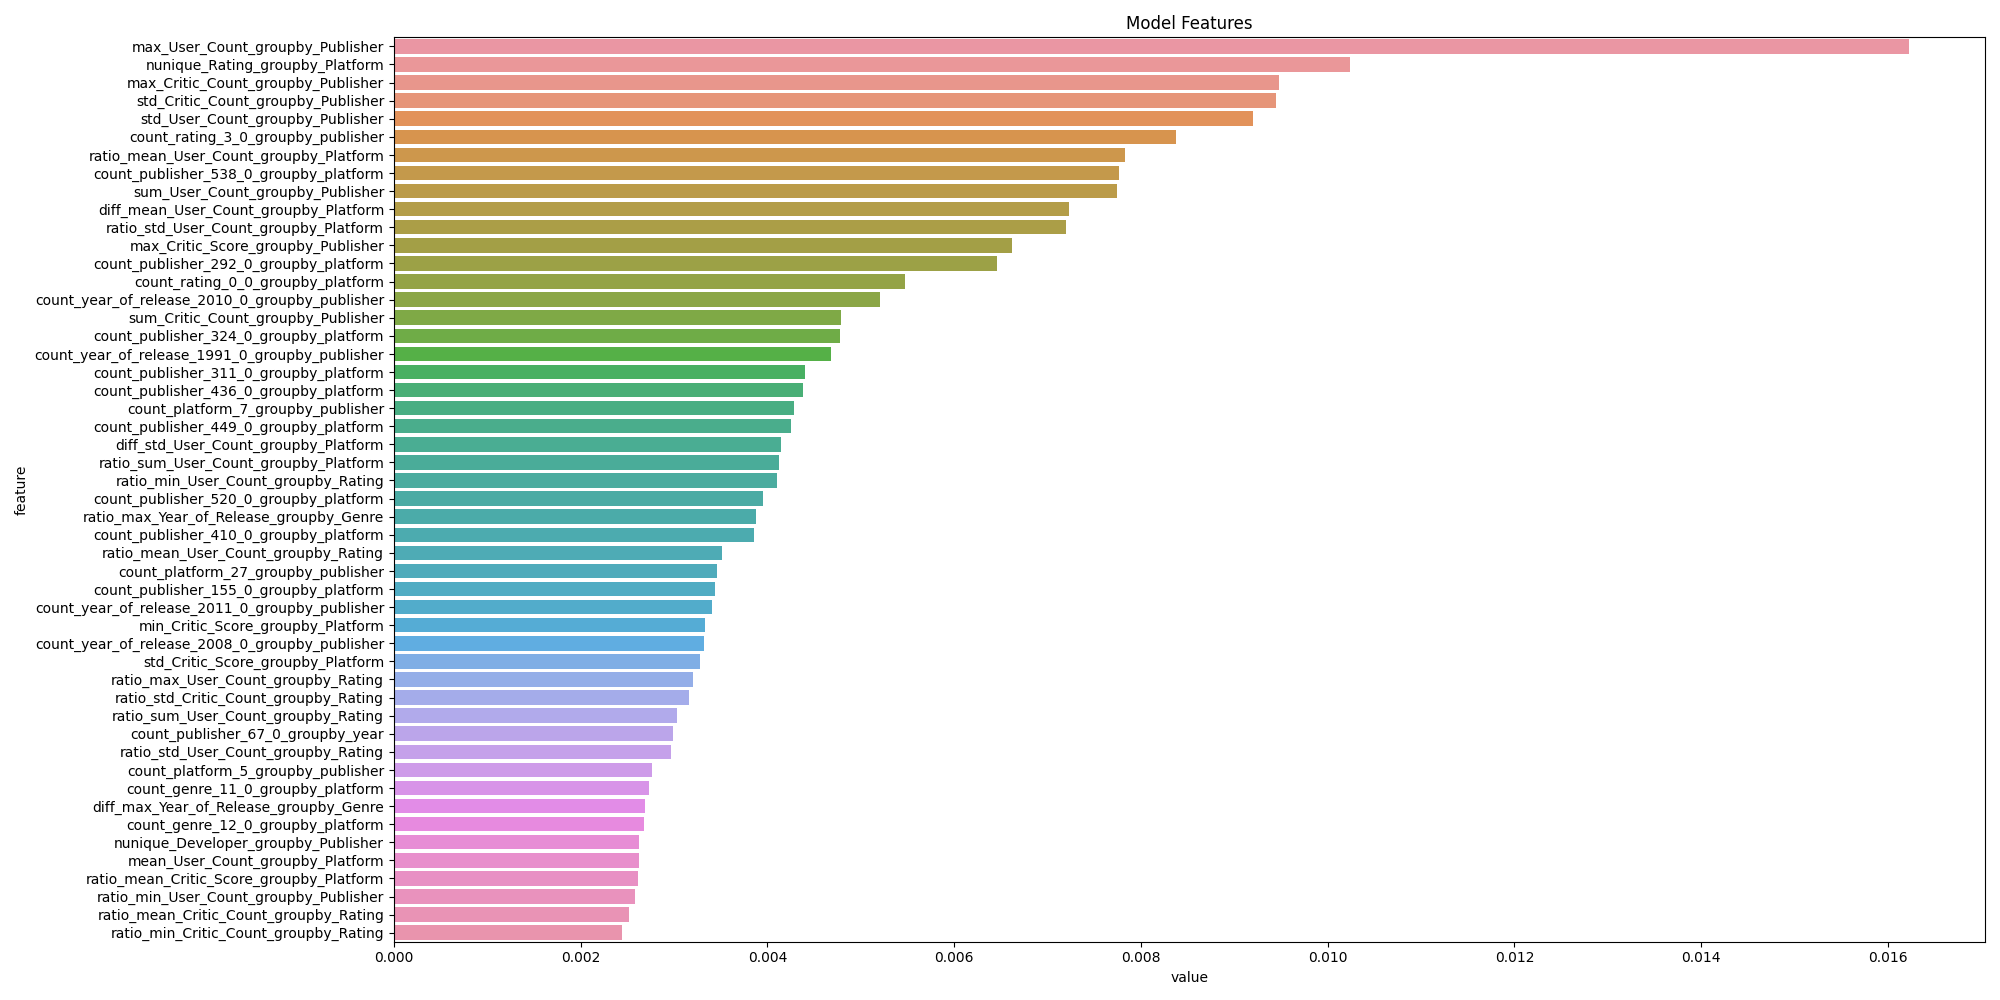 Model Features
max_User_Count_groupby_Publisher
nunique_Rating_groupby_Platform
max_Critic_Count_groupby_Publisher
std_Critic_Count_groupby_Publisher
std_User_Count_groupby_Publisher
count_rating_3_0_groupby_publisher
ratio_mean_User_Count_groupby_Platform
count_publisher_538_0_groupby_platform
sum_User_Count_groupby_Publisher
diff_mean_User_Count_groupby_Platform
ratio_std_User_Count_groupby_Platform
max_Critic_Score_groupby_Publisher
count_publisher_292_0_groupby_platform
count_rating_0_0_groupby_platform
count_year_of_release_2010_0_groupby_publisher
sum_Critic_Count_groupby_Publisher
count_publisher_324_0_groupby_platform
count_year_of_release_1991_0_groupby_publisher
count_publisher_311_0_groupby_platform
count_publisher_436_0_groupby_platform
count_platform_7_groupby_publisher
count_publisher_449_0_groupby_platform
diff_std_User_Count_groupby_Platform
ratio_sum_User_Count_groupby_Platform
ratio_min_User_Count_groupby_Rating
count_publisher_520_0_groupby_platform
ratio_max_Year_of_Release_groupby_Genre
count_publisher_410_0_groupby_platform
ratio_mean_User_Count_groupby_Rating
count_platform_27_groupby_publisher
count_publisher_155_0_groupby_platform
count_year_of_release_2011_0_groupby_publisher
min_Critic_Score_groupby_Platform
count_year_of_release_2008_0_groupby_publisher
std_Critic_Score_groupby_Platform
ratio_max_User_Count_groupby_Rating
ratio_std_Critic_Count_groupby_Rating
ratio_sum_User_Count_groupby_Rating
count_publisher_67_0_groupby_year
ratio_std_User_Count_groupby_Rating
count_platform_5_groupby_publisher
count_genre_11_0_groupby_platform
diff_max_Year_of_Release_groupby_Genre
count_genre_12_0_groupby_platform
nunique_Developer_groupby_Publisher
mean_User_Count_groupby_Platform
ratio_mean_Critic_Score_groupby_Platform
ratio_min_User_Count_groupby_Publisher
ratio_mean_Critic_Count_groupby_Rating
ratio_min_Critic_Count_groupby_Rating
feature
0.000 0.002 0.004 0.006 0.008 0.010 0.012 0.014 0.016
value